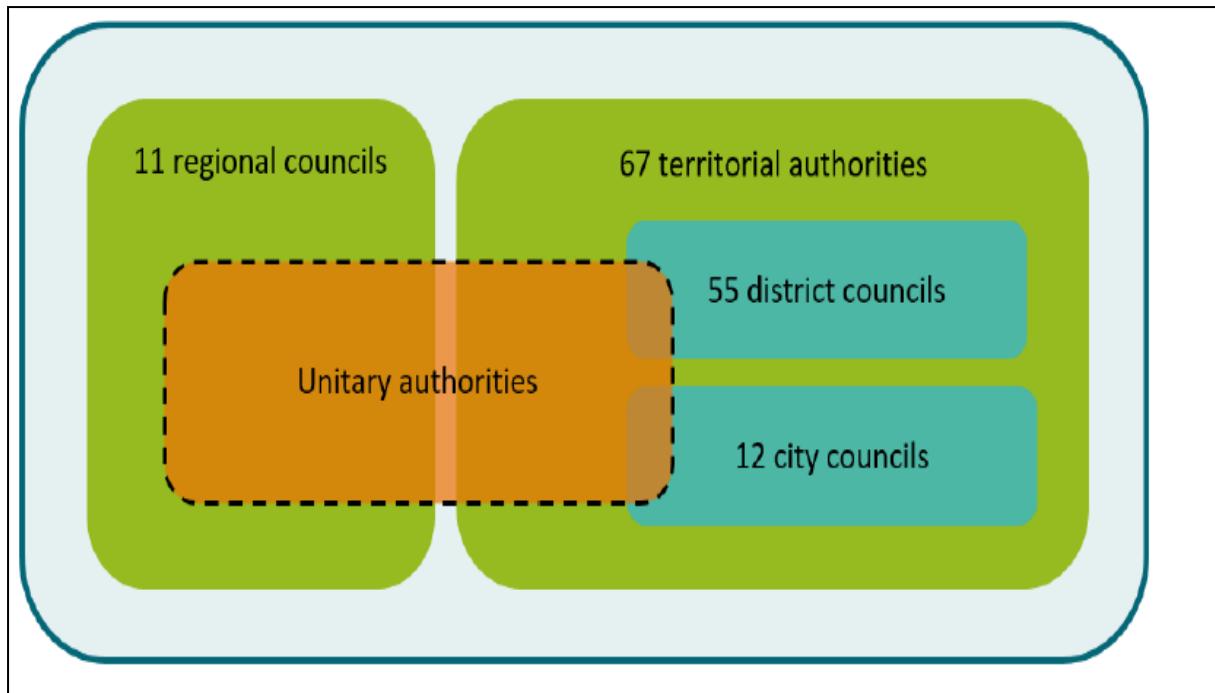 11 regional councils
67 territorial authorities
55 district councils
Unitary authorities
12 city councils